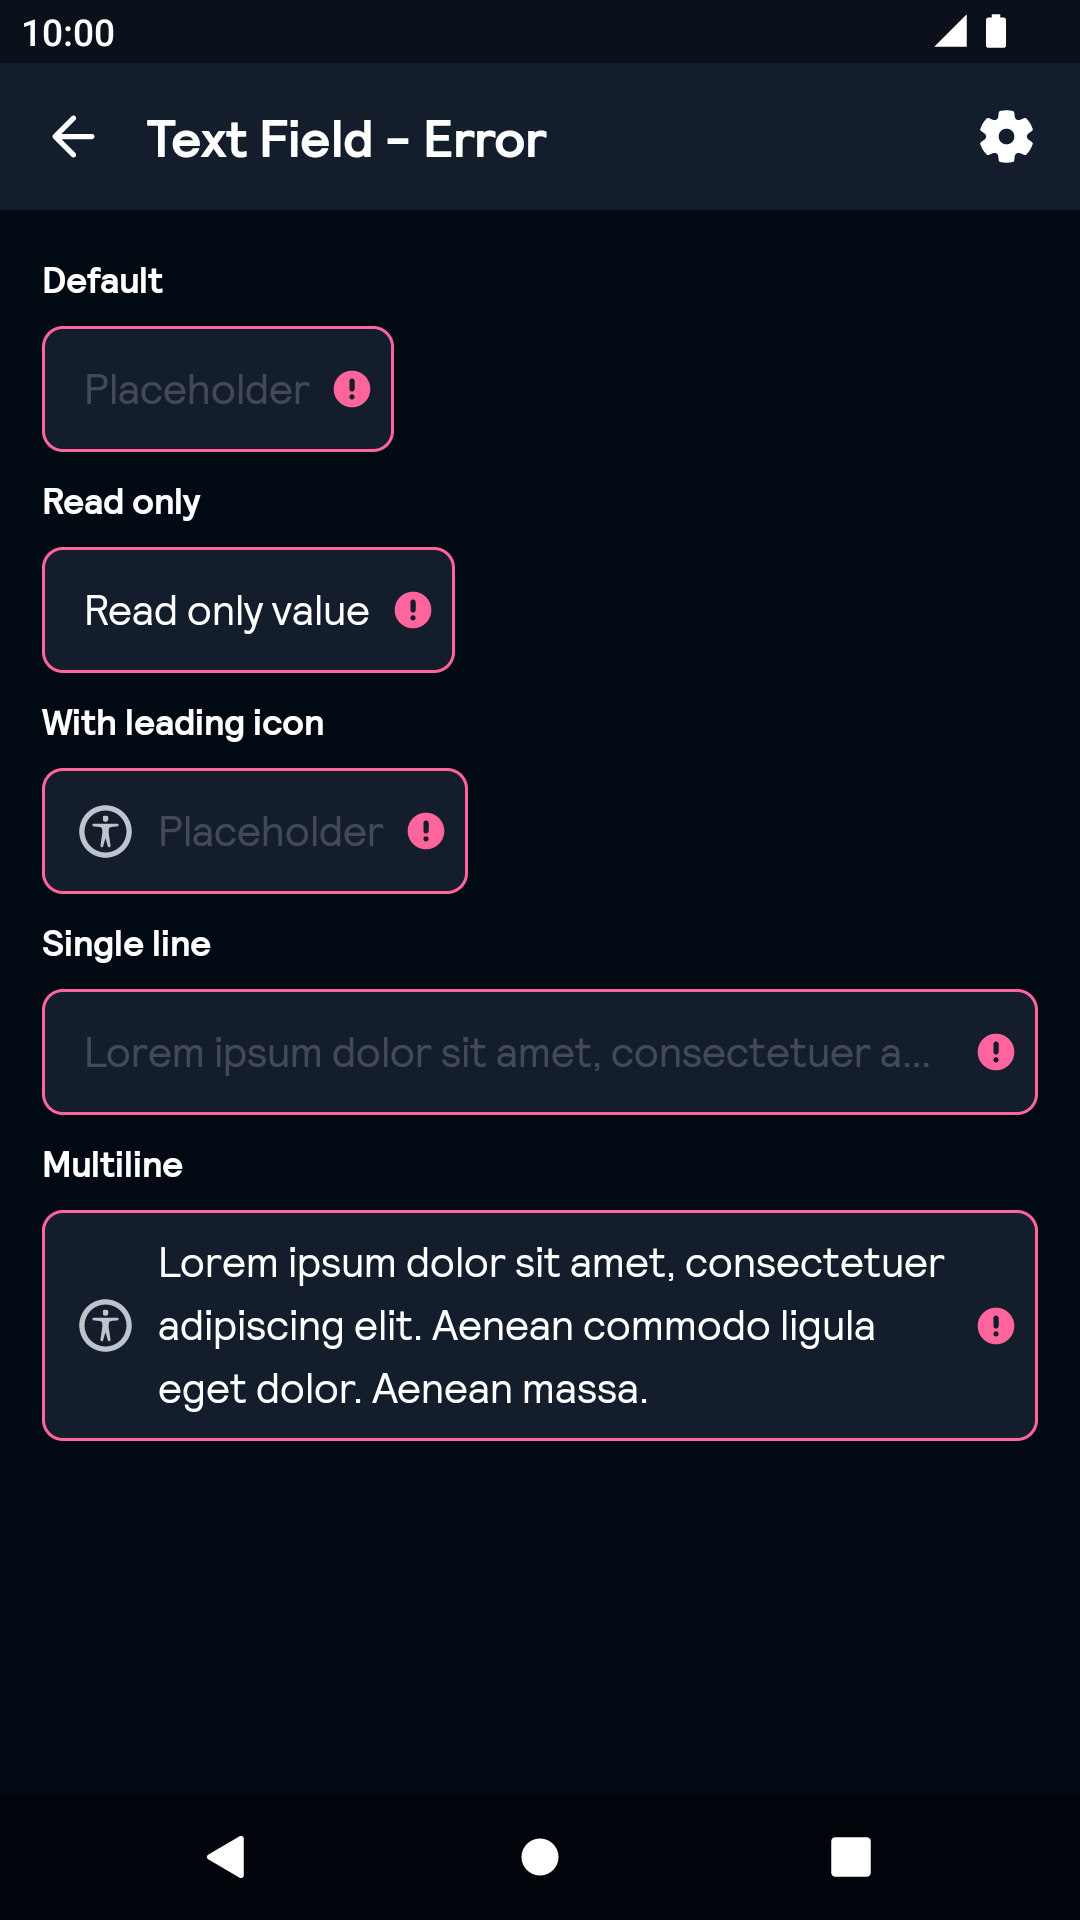 10:00
Text Field - Error
Default
Placeholder
Read only
Read only value
With leading icon
Placeholder
Single line
Lorem ipsum dolor sit amet, consectetuer a...
Multiline
Lorem ipsum dolor sit amet, consectetuer
adipiscing elit. Aenean commodo ligula
eget dolor. Aenean massa.